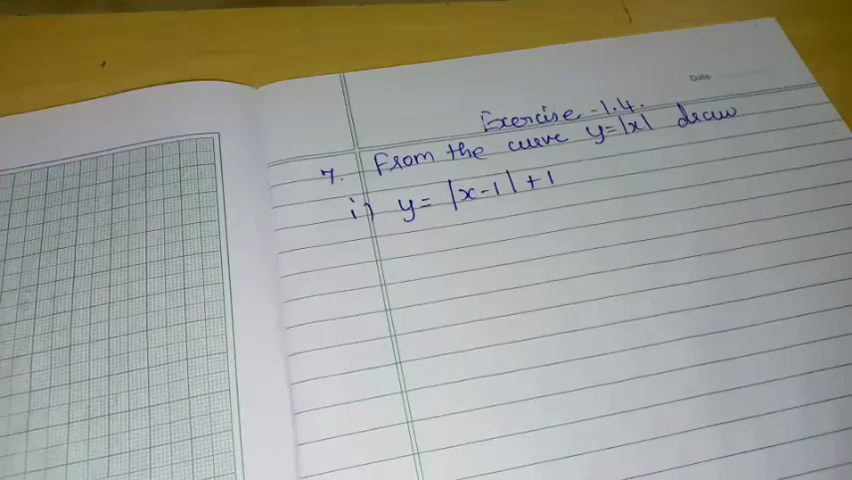 Date
Exercise - 1.4.
7. From the curve y=|x| draw
i) y = |x-1| +1